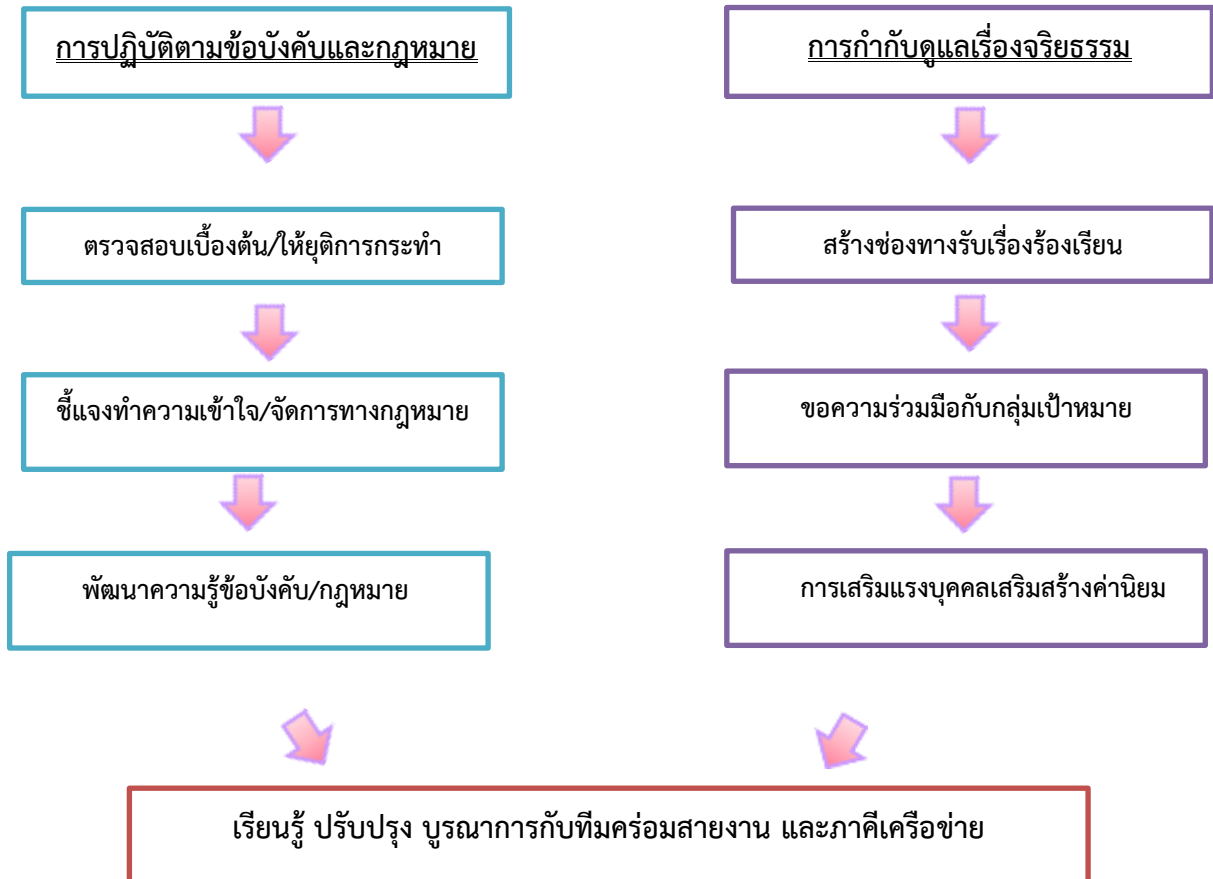 การปฏิบัติตามข้อบังคับและกฎหมาย
การกำกับดูแลเรื่องจริยธรรม
ตรวจสอบเบื้องต้น/ให้ยุติการกระทำ
สร้างช่องทางรับเรื่องร้องเรียน
ชี้แจงทำความเข้าใจ/จัดการทางกฎหมาย
ขอความร่วมมือกับกลุ่มเป้าหมาย
พัฒนาความรู้ข้อบังคับ/กฎหมาย
การเสริมแรงบุคคลเสริมสร้างค่านิยม
เรียนรู้ ปรับปรุง บูรณาการกับทีมคร่อมสายงาน และภาคีเครือข่าย